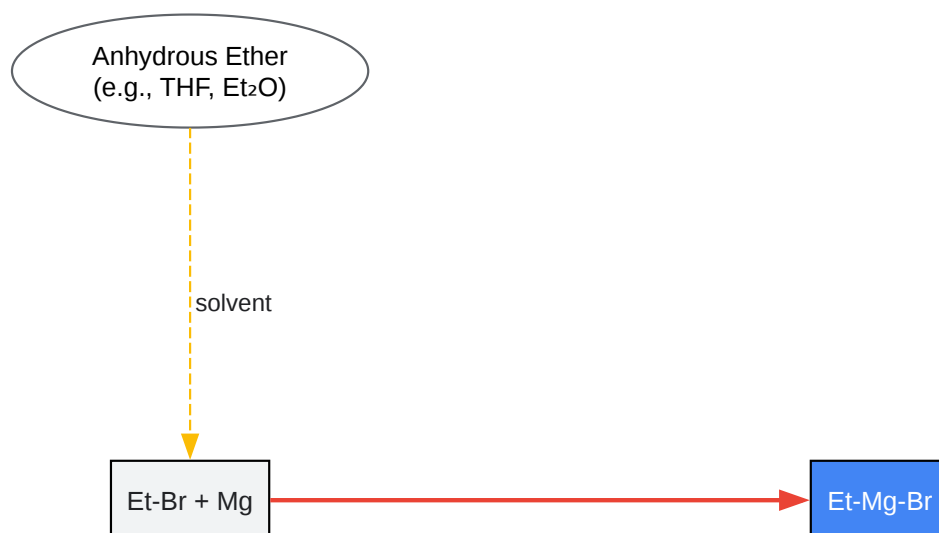 Anhydrous Ether
(e.g., THF, Et₂O)
solvent
Et-Br + Mg
Et-Mg-Br